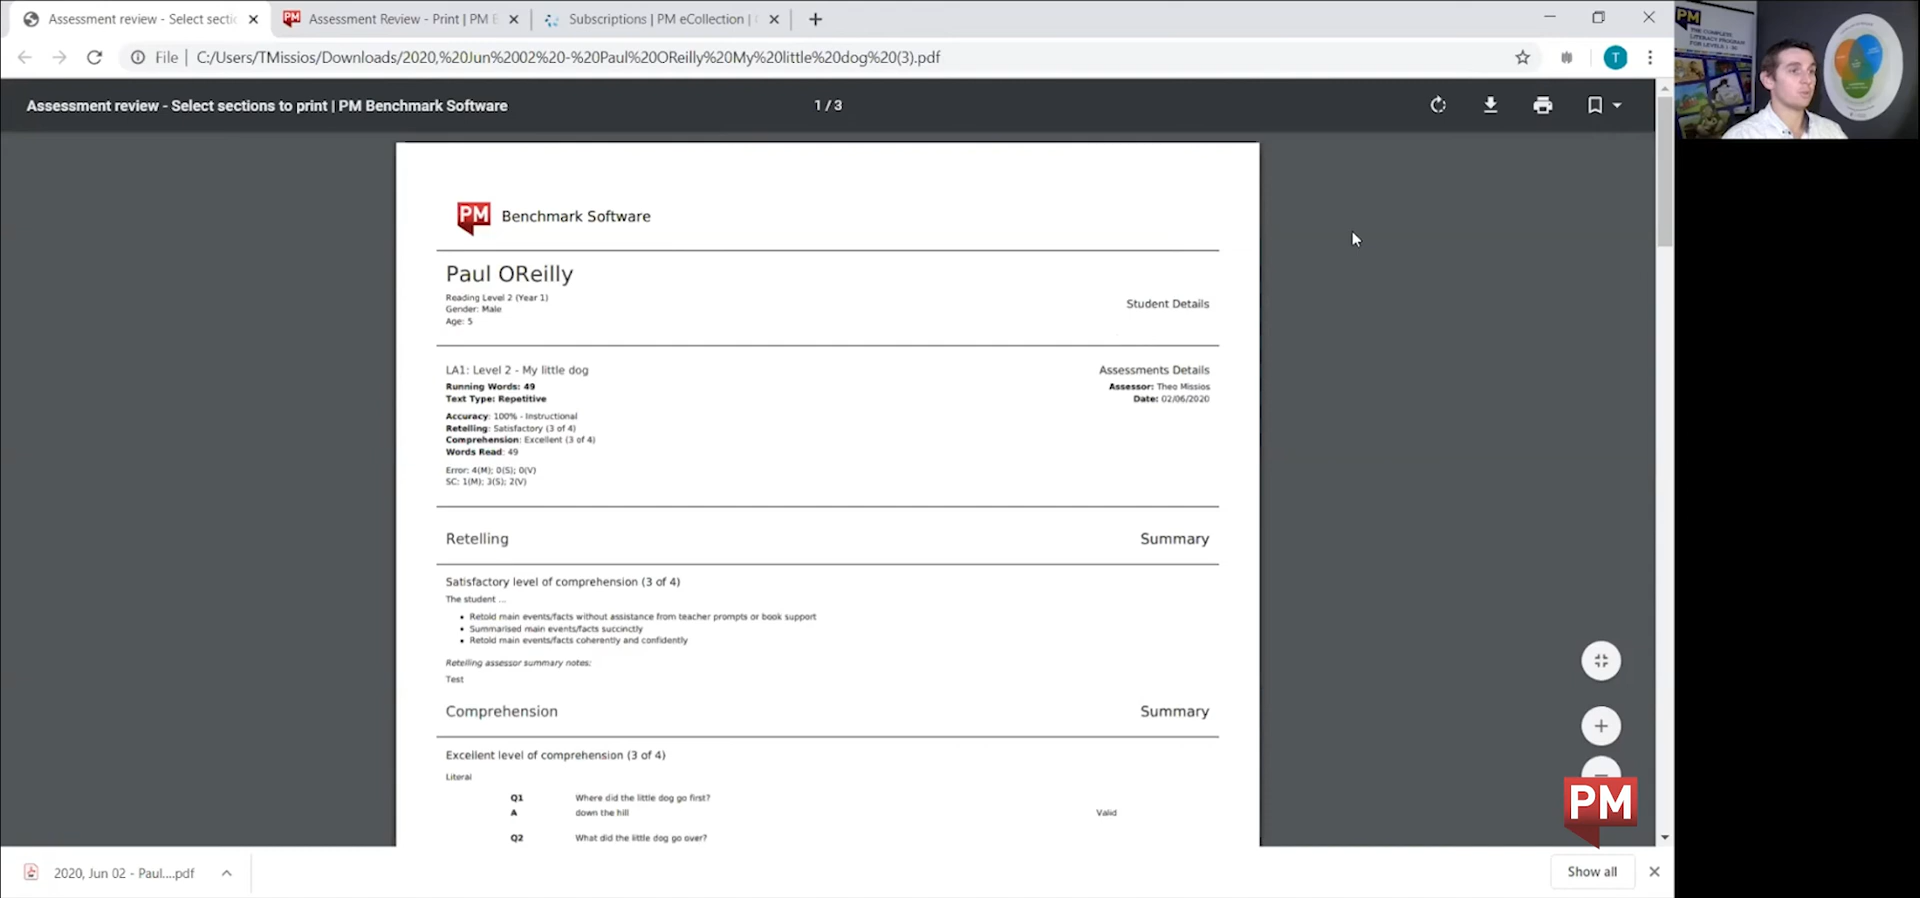 Assessment review - Select secti
Assessment Review - Print | PM B
Subscriptions | PM eCollection |
File
C:/Users/TMissios/Downloads/2020,%20Jun%2002%20-%20Paul%20OReilly%20My%20little%20dog%20(3).pdf
T
Assessment review - Select sections to print | PM Benchmark Software
1 / 3
PM
THE COMPLETE
LITERACY PROGRAM
FOR LEVELS 1-30
PM Benchmark Software
Paul OReilly
Reading Level 2 (Year 1)
Gender: Male
Age: 5
Student Details
LA1: Level 2 - My little dog
Running Words: 49
Text Type: Repetitive
Accuracy: 100% - Instructional
Retelling: Satisfactory (3 of 4)
Comprehension: Excellent (3 of 4)
Words Read: 49
Error: 4(M); 0(S); 0(V)
SC: 1(M); 3(S); 2(V)
Assessments Details
Assessor: Theo Missios
Date: 02/06/2020
Retelling
Summary
Satisfactory level of comprehension (3 of 4)
The student ...
Retold main events/facts without assistance from teacher prompts or book support
Summarised main events/facts succinctly
Retold main events/facts coherently and confidently
Retelling assessor summary notes:
Test
Comprehension
Summary
Excellent level of comprehension (3 of 4)
Literal
Q1 Where did the little dog go first?
A down the hill Valid
Q2 What did the little dog go over?
PM
2020, Jun 02 - Paul....pdf
Show all